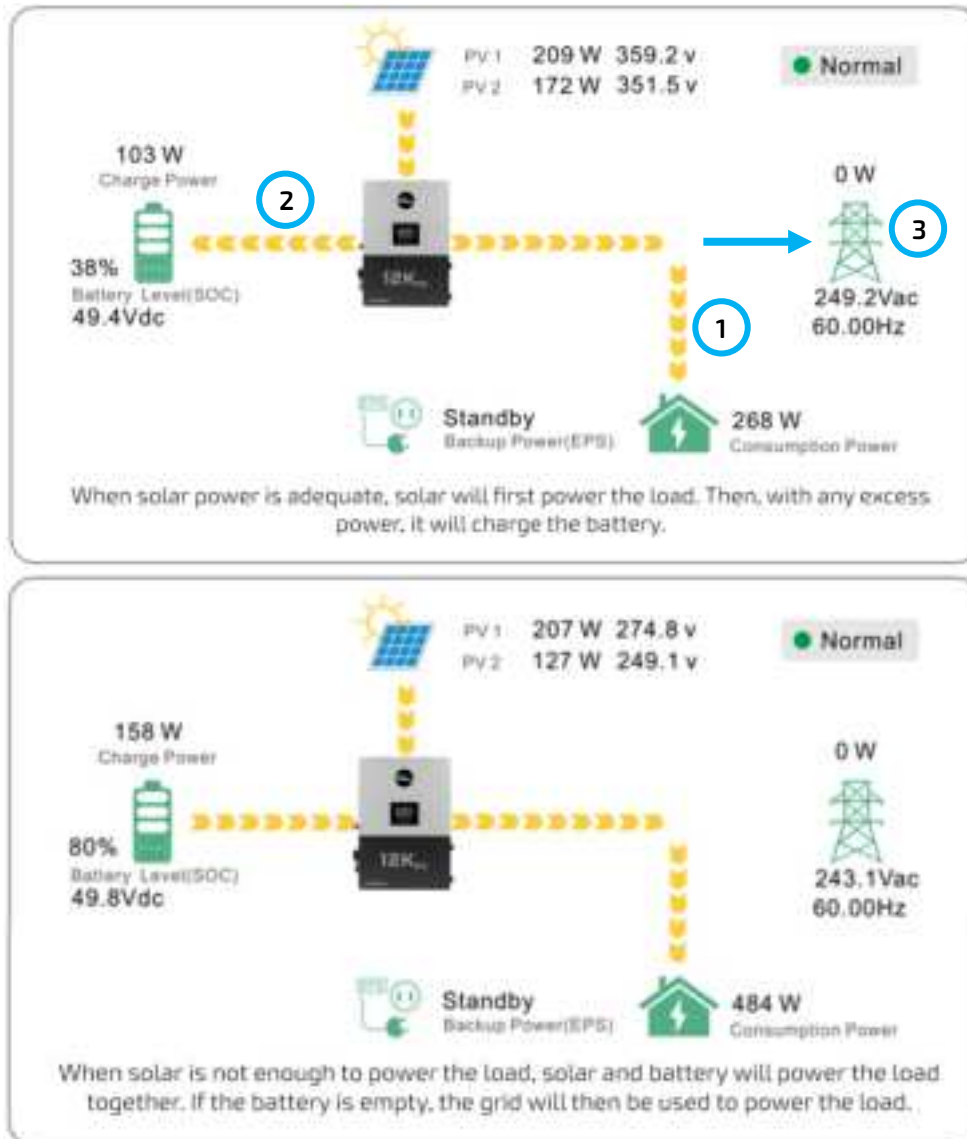 PV 1 209 W 359.2 v
PV 2 172 W 351.5 v
Normal
103 W
Charge Power
2
0 W
3
38%
Battery Level(SOC)
49.4Vdc
12K
249.2Vac
60.00Hz
1
Standby
Backup Power(EPS)
268 W
Consumption Power
When solar power is adequate, solar will first power the load. Then, with any excess
power, it will charge the battery.
PV 1 207 W 274.8 v
PV 2 127 W 249.1 v
Normal
158 W
Charge Power
0 W
80%
Battery Level(SOC)
49.8Vdc
12K
243.1Vac
60.00Hz
Standby
Backup Power(EPS)
484 W
Consumption Power
When solar is not enough to power the load, solar and battery will power the load
together. If the battery is empty, the grid will then be used to power the load.